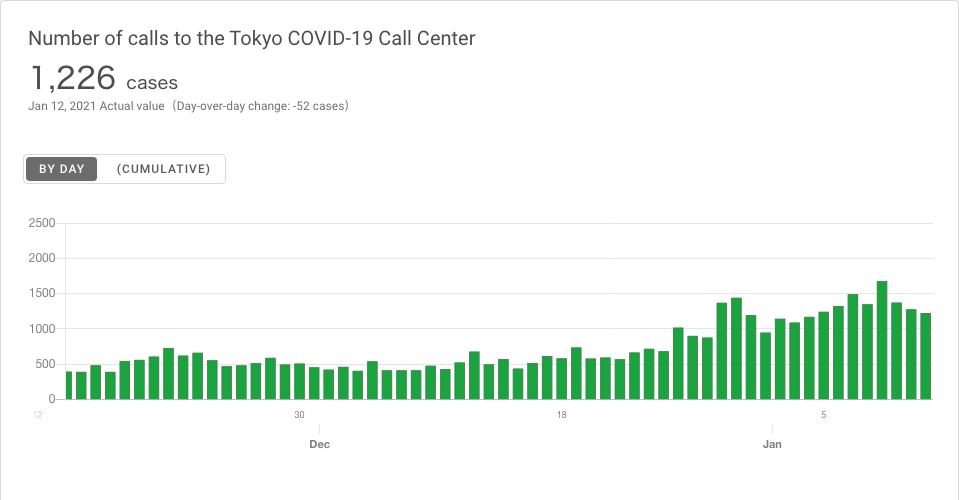 Number of calls to the Tokyo COVID-19 Call Center
1,226 cases
Jan 12, 2021 Actual value（Day-over-day change: -52 cases）
BY DAY (CUMULATIVE)
2500
2000
1500
1000
500
0
12 30 18 5
Dec Jan